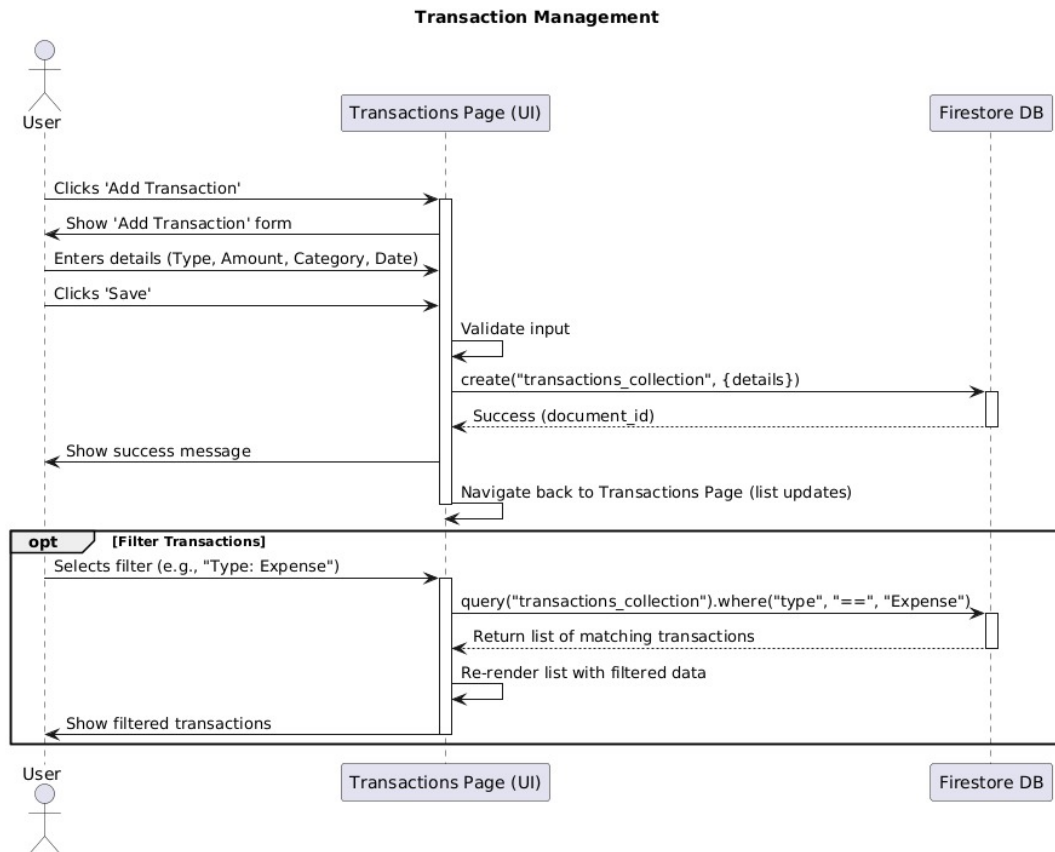 Transaction Management
User
Transactions Page (UI)
Firestore DB
Clicks 'Add Transaction'
Show 'Add Transaction' form
Enters details (Type, Amount, Category, Date)
Clicks 'Save'
Validate input
create("transactions_collection", {details})
Success (document_id)
Show success message
Navigate back to Transactions Page (list updates)
opt [Filter Transactions]
Selects filter (e.g., "Type: Expense")
query("transactions_collection").where("type", "==", "Expense")
Return list of matching transactions
Re-render list with filtered data
Show filtered transactions
User
Transactions Page (UI)
Firestore DB